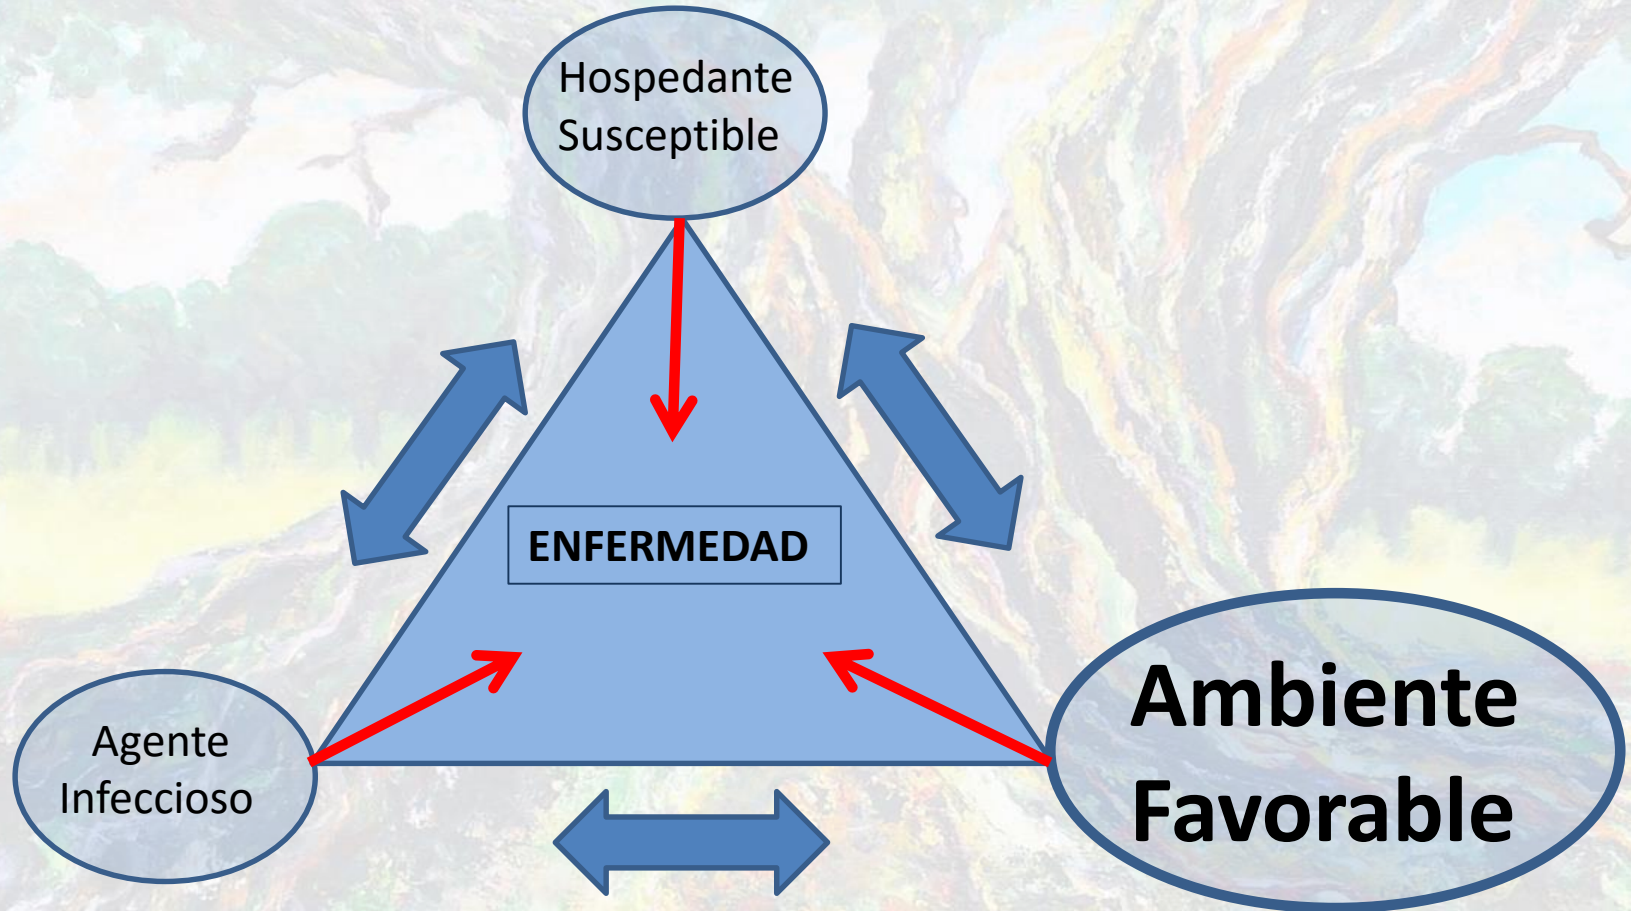 Hospedante
Susceptible
ENFERMEDAD
Agente
Infeccioso
Ambiente
Favorable